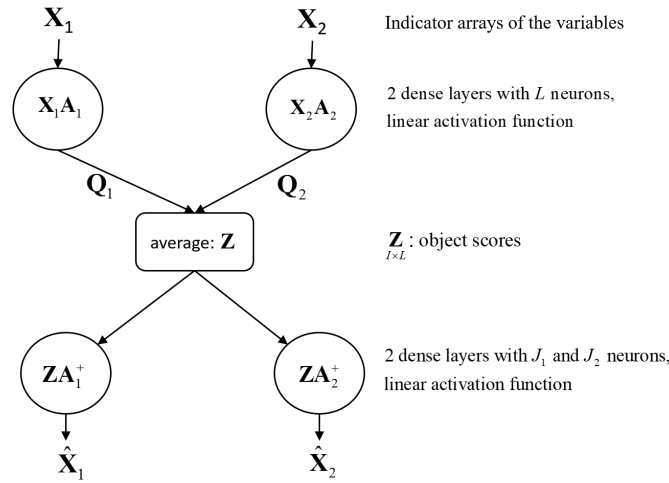 X₁ X₂ Indicator arrays of the variables
X₁A₁ X₂A₂ 2 dense layers with L neurons,
linear activation function
Q₁ Q₂
average: Z Z : object scores
I×L
ZA₁⁺ ZA₂⁺ 2 dense layers with J₁ and J₂ neurons,
linear activation function
X̂₁ X̂₂